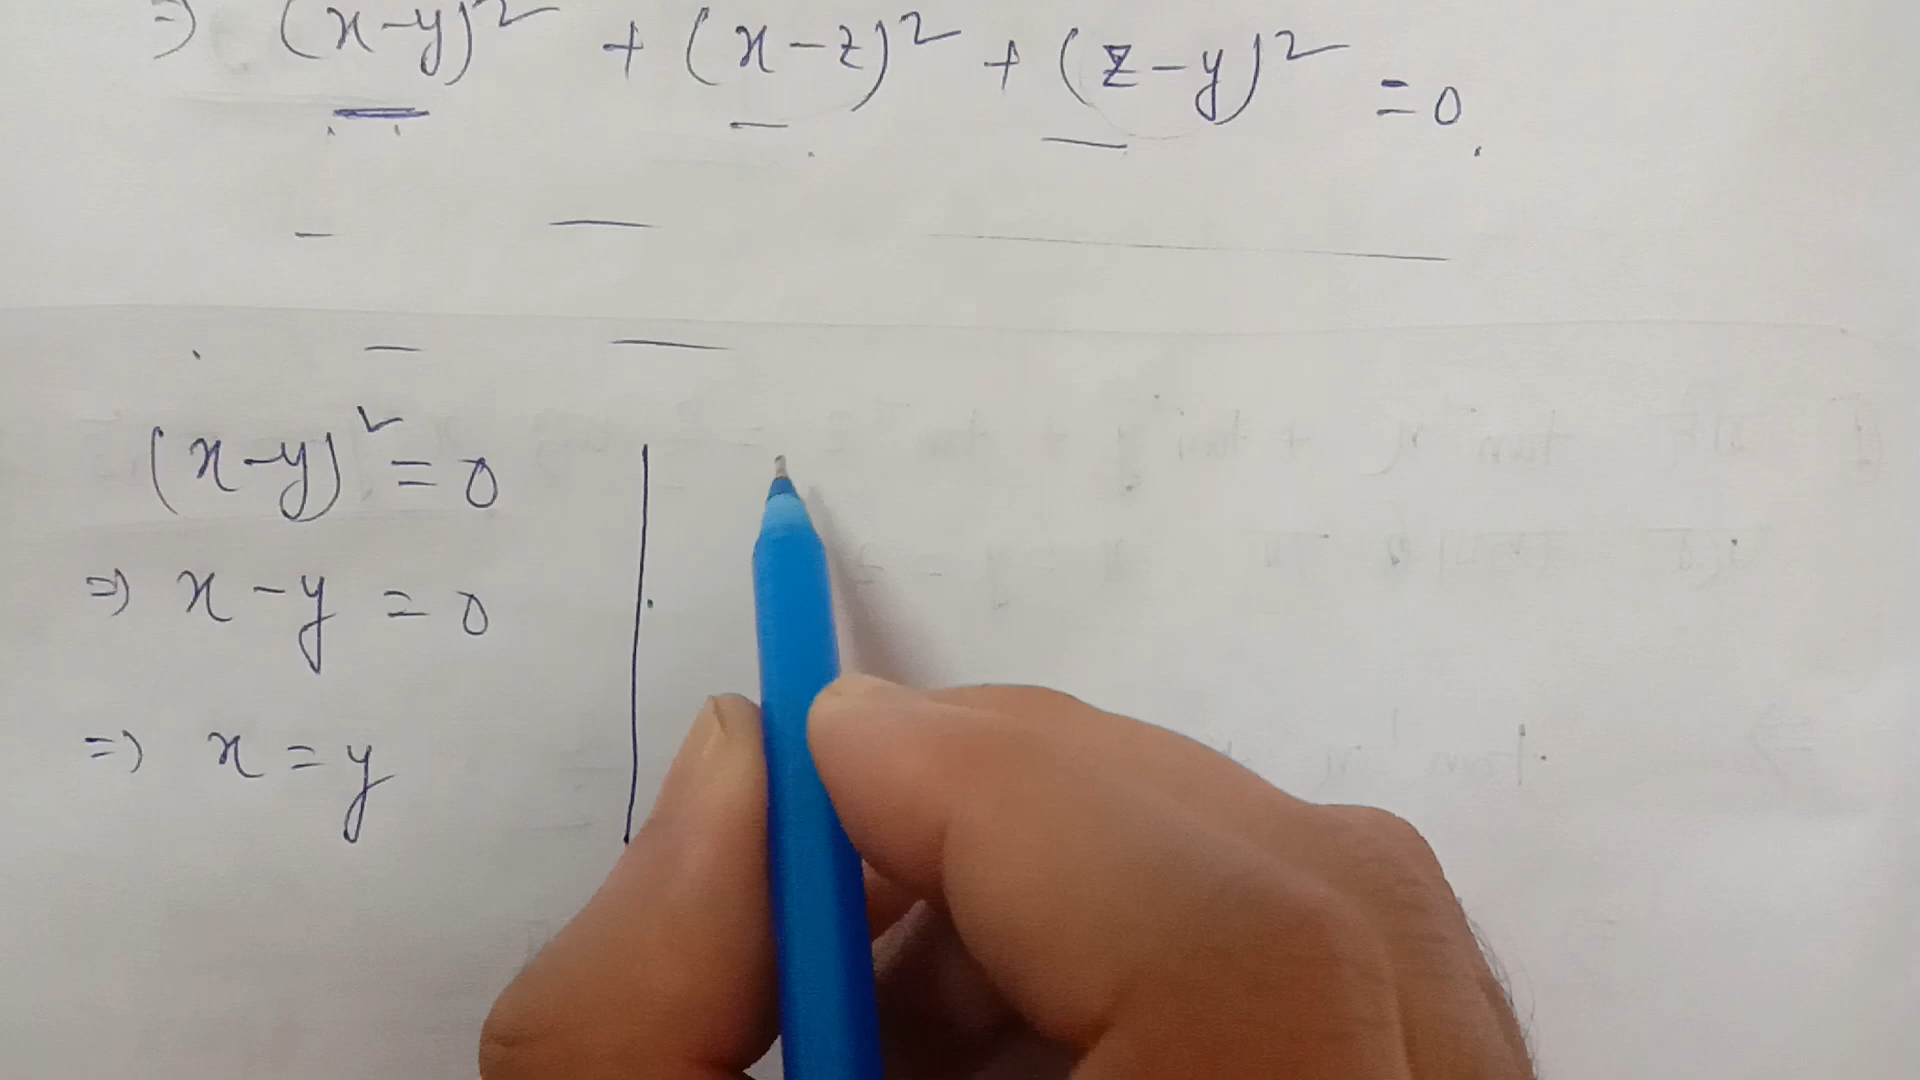 ⇒ (x-y)² + (x-z)² + (z-y)² = 0
(x-y)² = 0
⇒ x - y = 0
⇒ x = y